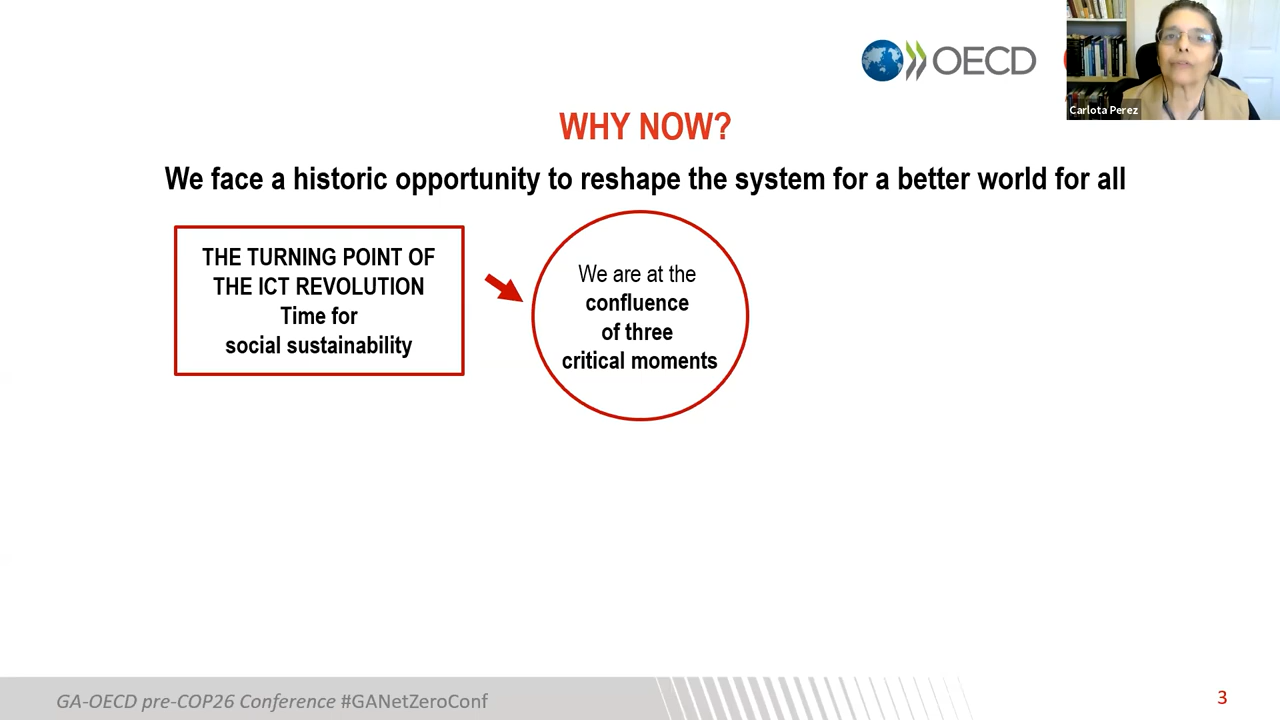 OECD
Carlota Perez
WHY NOW?
We face a historic opportunity to reshape the system for a better world for all
THE TURNING POINT OF
THE ICT REVOLUTION
Time for
social sustainability
We are at the
confluence
of three
critical moments
GA-OECD pre-COP26 Conference #GANetZeroConf
3